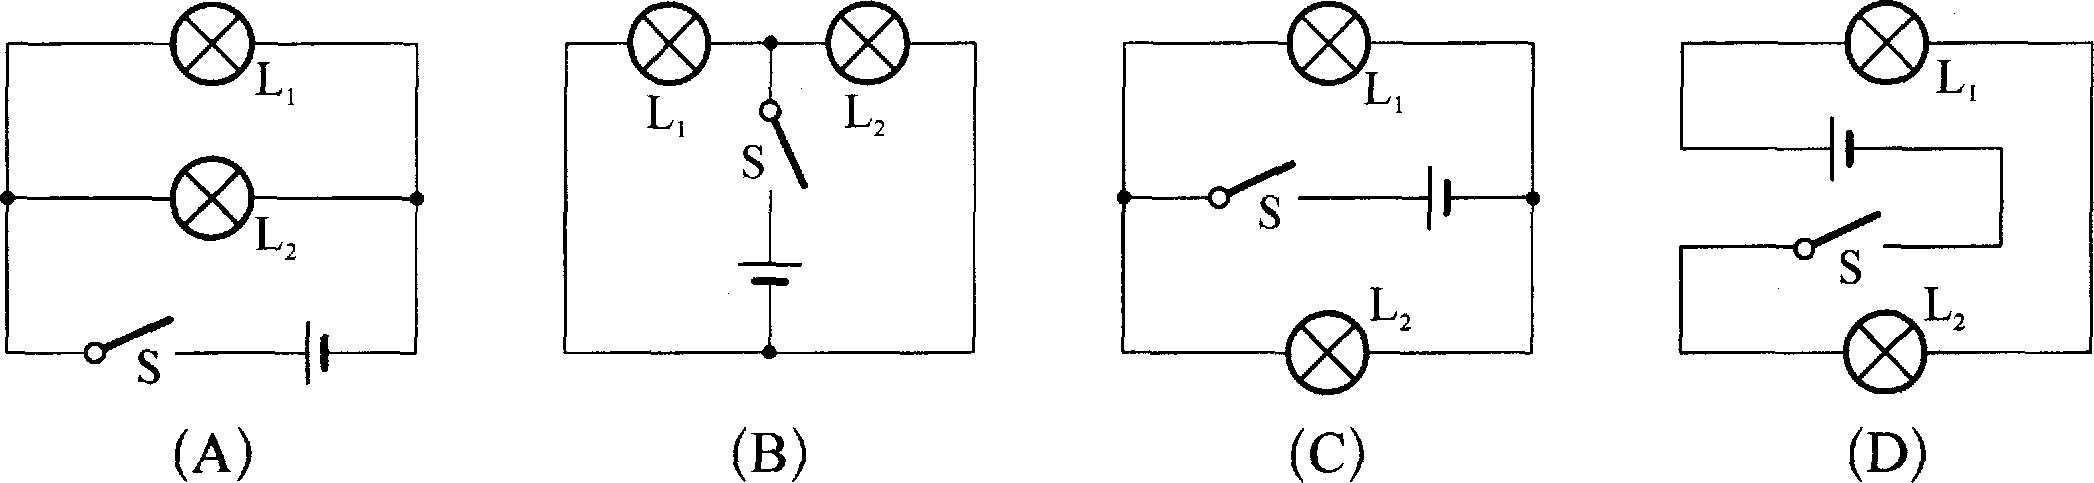 L₁ L₂ S (A)
L₁ L₂ S (B)
L₁ S L₂ (C)
L₁ S L₂ (D)